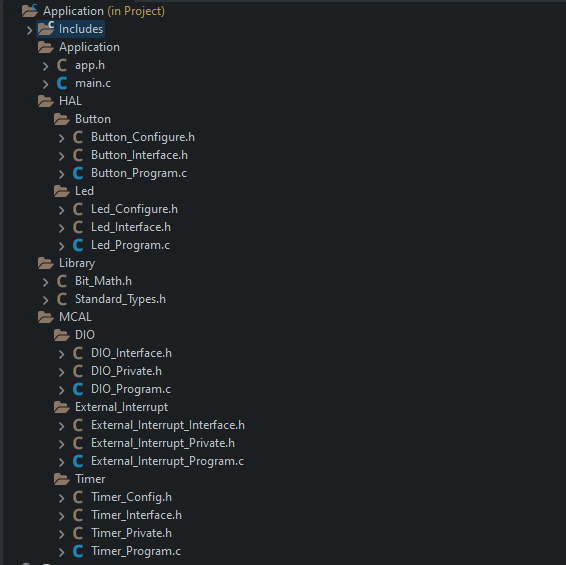 Application (in Project)
Includes
Application
app.h
main.c
HAL
Button
Button_Configure.h
Button_Interface.h
Button_Program.c
Led
Led_Configure.h
Led_Interface.h
Led_Program.c
Library
Bit_Math.h
Standard_Types.h
MCAL
DIO
DIO_Interface.h
DIO_Private.h
DIO_Program.c
External_Interrupt
External_Interrupt_Interface.h
External_Interrupt_Private.h
External_Interrupt_Program.c
Timer
Timer_Config.h
Timer_Interface.h
Timer_Private.h
Timer_Program.c